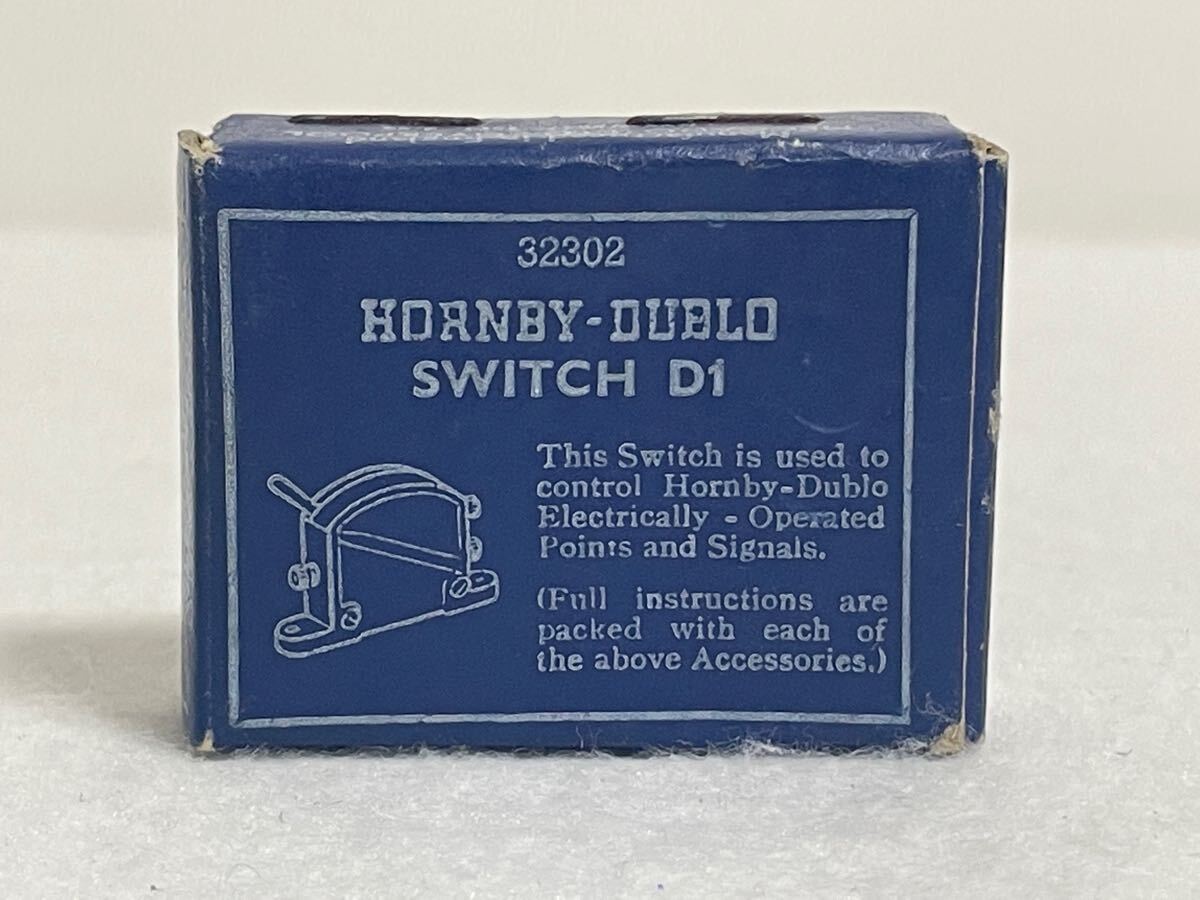 32302
HORNBY-DUBLO
SWITCH D1
This Switch is used to
control Hornby-Dublo
Electrically - Operated
Points and Signals.
(Full instructions are
packed with each of
the above Accessories.)